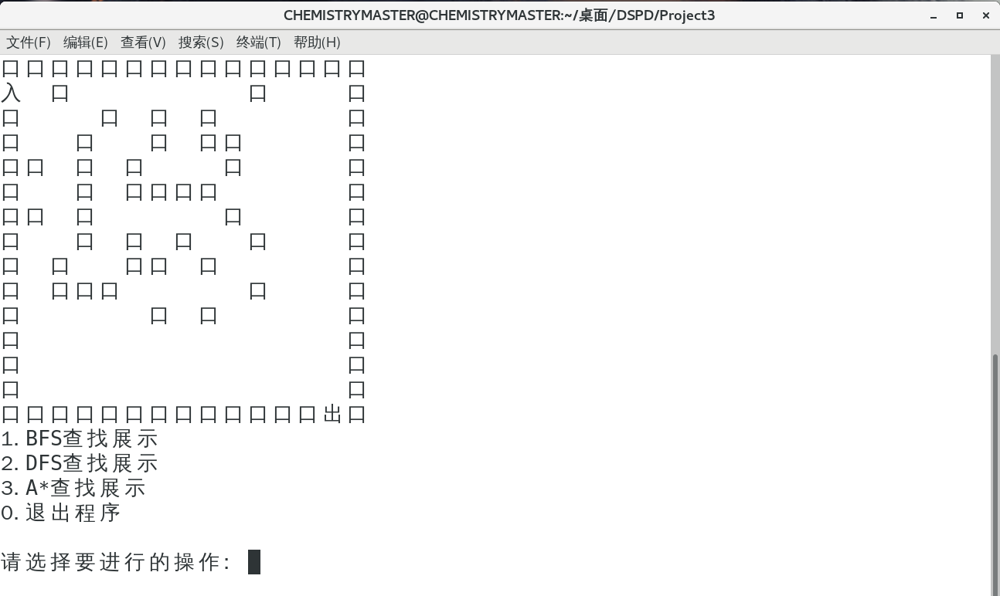 CHEMISTRYMASTER@CHEMISTRYMASTER:~/桌面/DSPD/Project3
文件(F) 编辑(E) 查看(V) 搜索(S) 终端(T) 帮助(H)
口口口口口口口口口口口口口口口
入　口　　　　　　　口　　　口
口　　　口　口　口　　　　　口
口　　口　　口　口口　　　　口
口口　口　口　　　口　　　　口
口　　口　口口口口　　　　　口
口口　口　　　　　口　　　　口
口　　口　口　口　　口　　　口
口　口　　口口　口　　　　　口
口　口口口　　　　　口　　　口
口　　　　　口　口　　　　　口
口　　　　　　　　　　　　　口
口　　　　　　　　　　　　　口
口　　　　　　　　　　　　　口
口口口口口口口口口口口口口出口
1. BFS查找展示
2. DFS查找展示
3. A*查找展示
0. 退出程序
请选择要进行的操作: